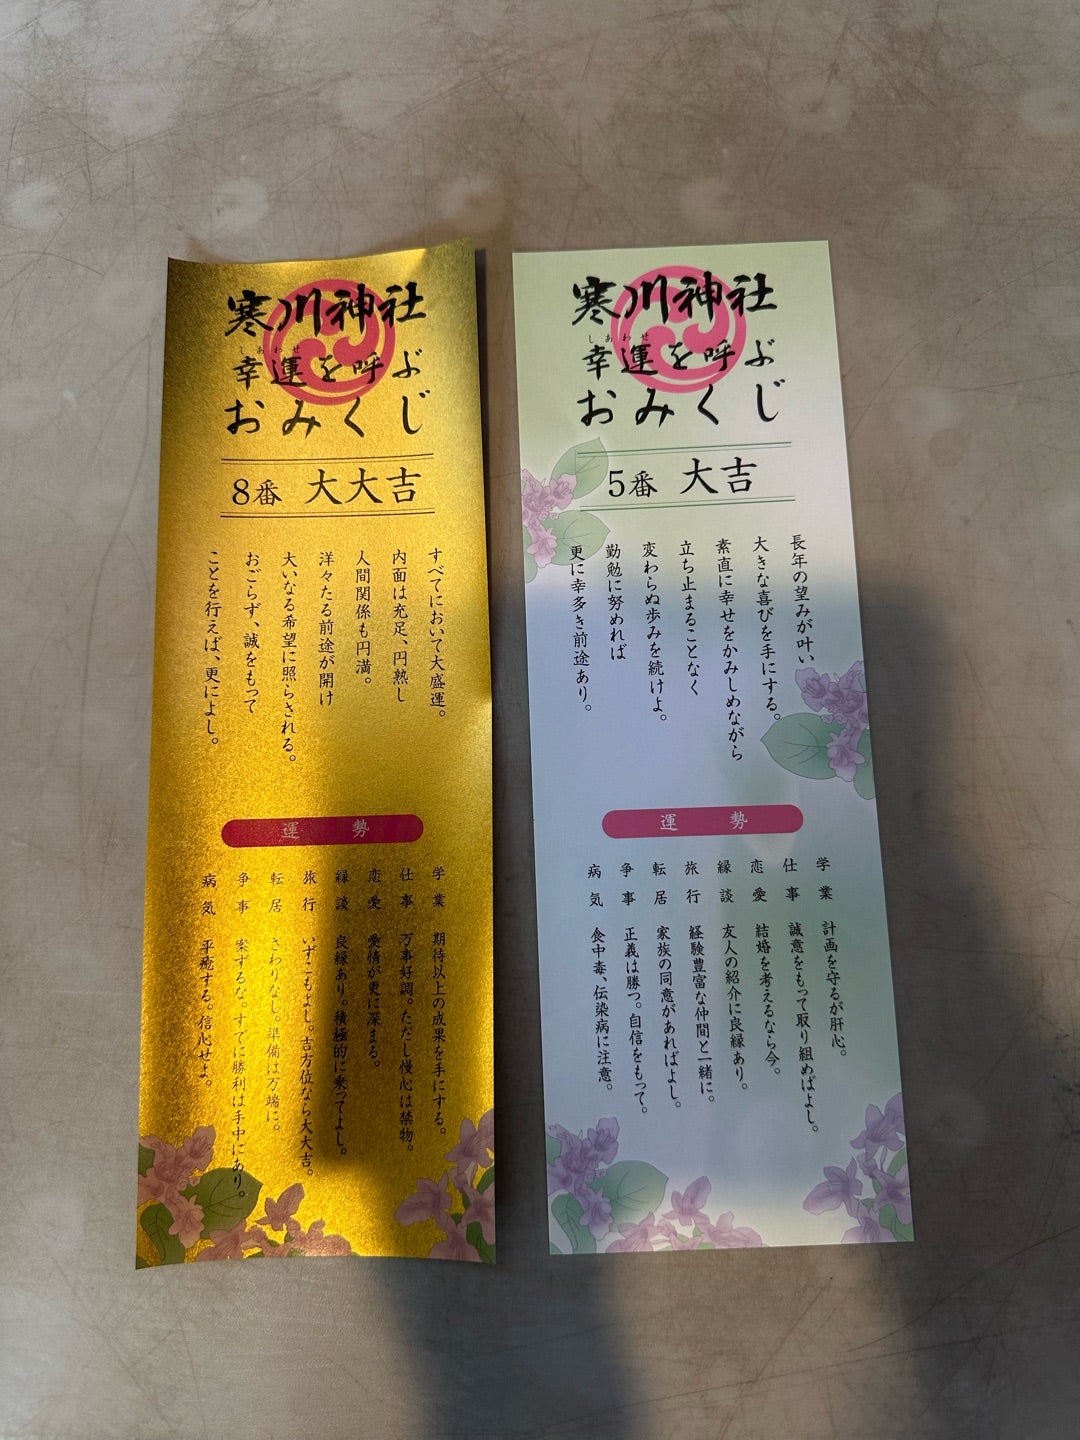 寒川神社
しあわせ
幸運を呼ぶ
おみくじ
8番 大大吉
すべてにおいて大盛運。
内面は充足、円熟し
人間関係も円満。
洋々たる前途が開け
大いなる希望に照らされる。
おごらず、誠をもって
ことを行えば、更によし。
運勢
学業 期待以上の成果を手にする。
仕事 万事好調。ただし慢心は禁物。
恋愛 愛情が更に深まる。
縁談 良縁あり。積極的に乗ってよし。
旅行 いずこもよし。吉方位なら大大吉。
転居 さわりなし。準備は万端に。
争事 案ずるな。すでに勝利は手中にあり。
病気 平癒する。信心せよ。
寒川神社
しあわせ
幸運を呼ぶ
おみくじ
5番 大吉
長年の望みが叶い
大きな喜びを手にする。
素直に幸せをかみしめながら
立ち止まることなく
変わらぬ歩みを続けよ。
勤勉に努めれば
更に幸多き前途あり。
運勢
学業 計画を守るが肝心。
仕事 誠意をもって取り組めばよし。
恋愛 結婚を考えるなら今。
縁談 友人の紹介に良縁あり。
旅行 経験豊富な仲間と一緒に。
転居 家族の同意があればよし。
争事 正義は勝つ。自信をもって。
病気 食中毒、伝染病に注意。